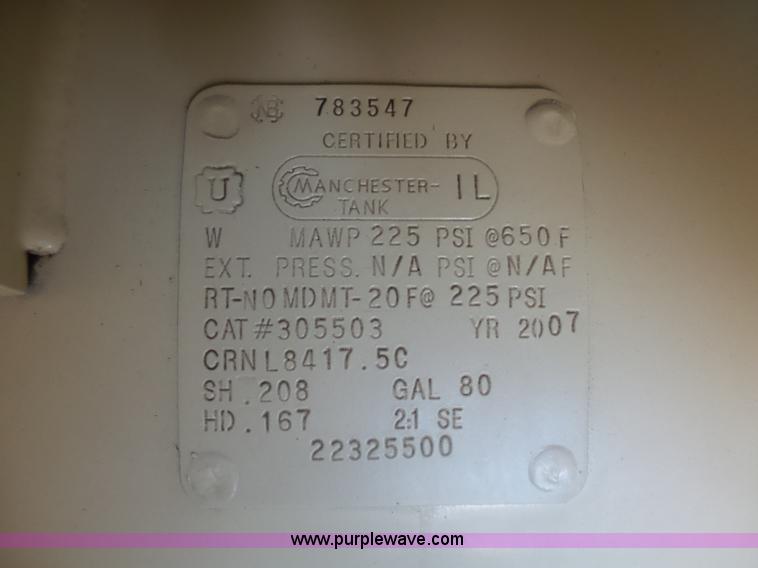 NB 783547
CERTIFIED BY
U MANCHESTER- IL
TANK
W MAWP 225 PSI @650 F
EXT. PRESS. N/A PSI @ N/A F
RT-NO MDMT-20F@ 225 PSI
CAT#305503 YR 2007
CRN L8417.5C
SH .208 GAL 80
HD .167 2:1 SE
22325500
www.purplewave.com